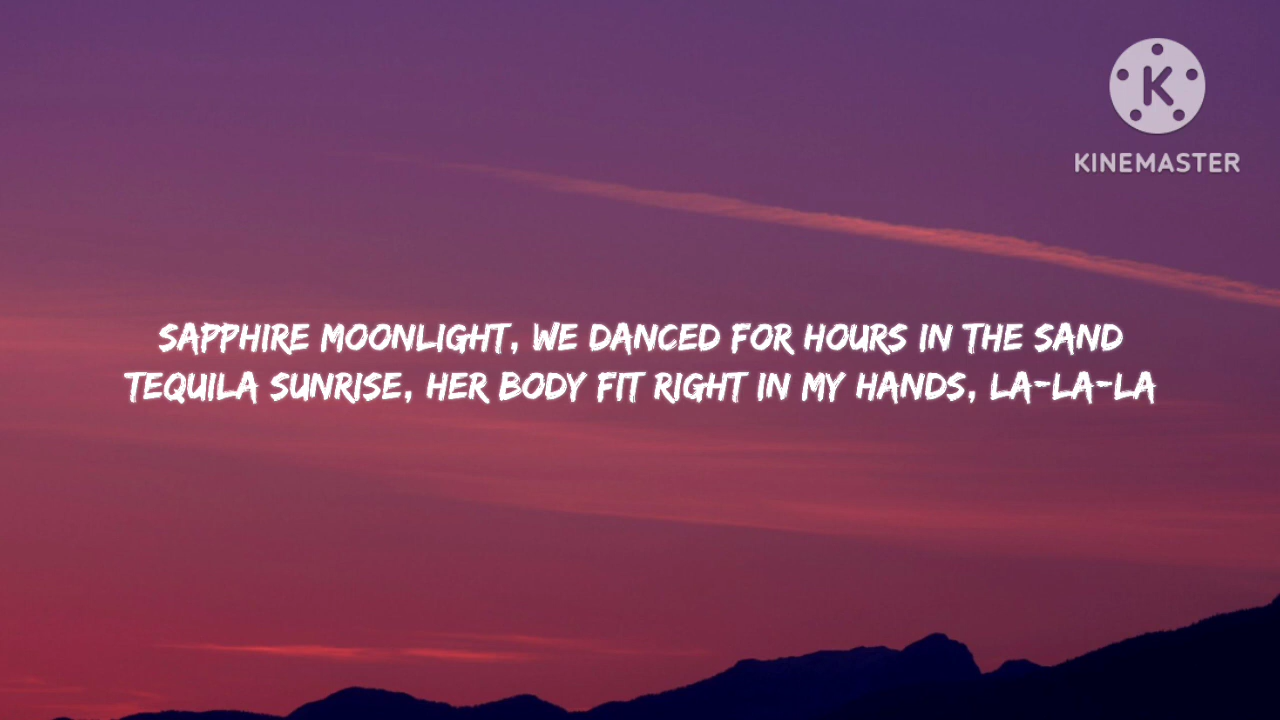 K
KINEMASTER
SAPPHIRE MOONLIGHT, WE DANCED FOR HOURS IN THE SAND
TEQUILA SUNRISE, HER BODY FIT RIGHT IN MY HANDS, LA-LA-LA